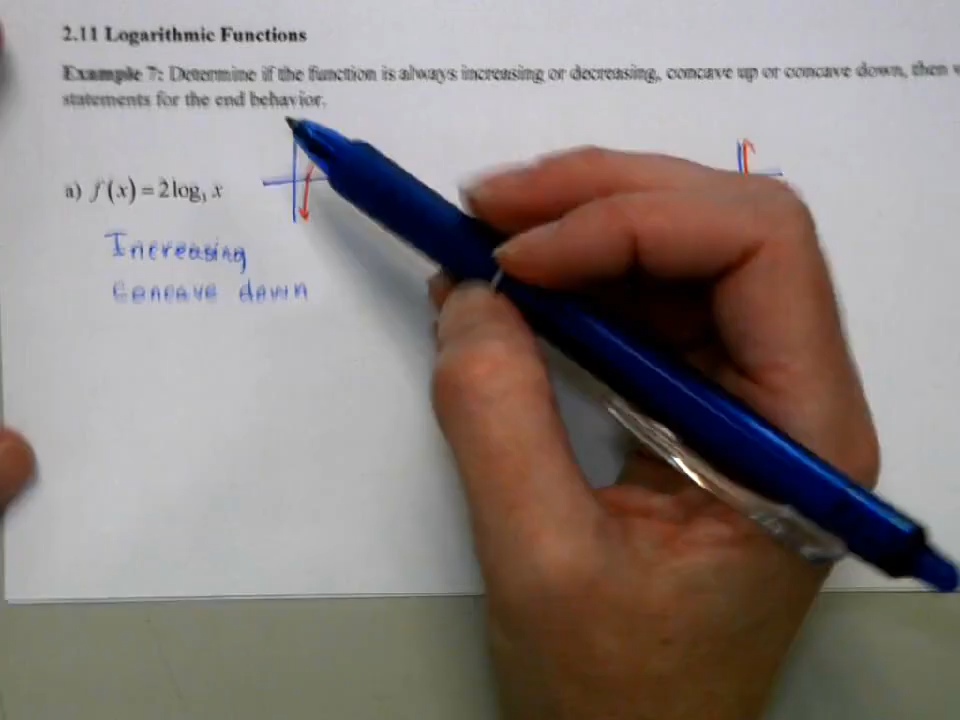 2.11 Logarithmic Functions
Example 7: Determine if the function is always increasing or decreasing, concave up or concave down, then
statements for the end behavior.
a) f(x) = 2log₃ x
Increasing
Concave down